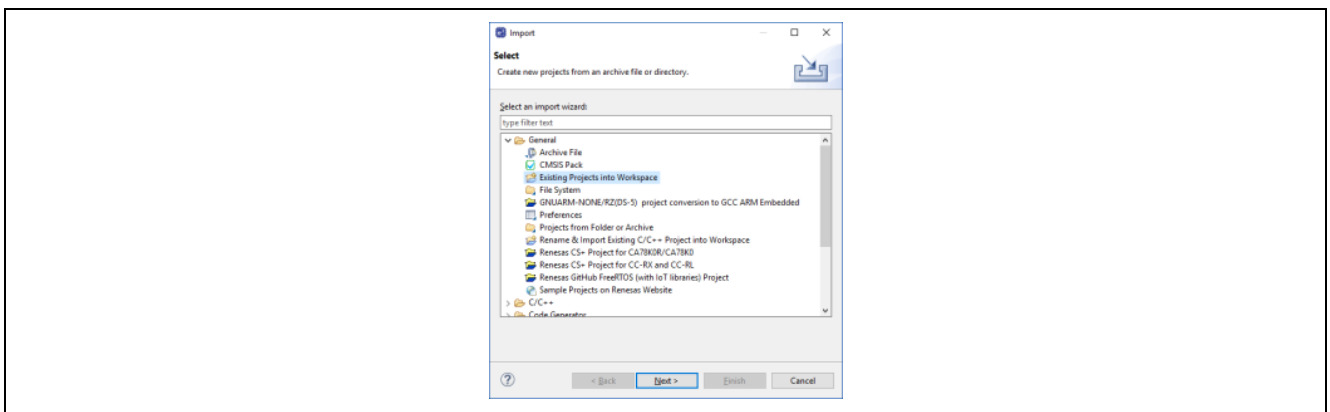 Import
Select
Create new projects from an archive file or directory.
Select an import wizard:
type filter text
General
Archive File
CMSIS Pack
Existing Projects into Workspace
File System
GNUARM-NONE/RZ(DS-5) project conversion to GCC ARM Embedded
Preferences
Projects from Folder or Archive
Rename & Import Existing C/C++ Project into Workspace
Renesas CS+ Project for CA78K0R/CA78K0
Renesas CS+ Project for CC-RX and CC-RL
Renesas GitHub FreeRTOS (with IoT libraries) Project
Sample Projects on Renesas Website
C/C++
Code Generator
< Back Next > Finish Cancel